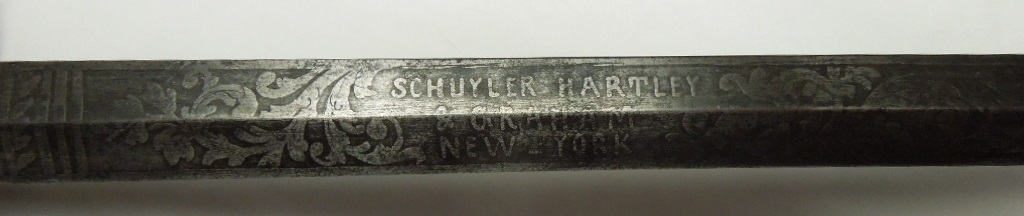 SCHUYLER HARTLEY
& GRAHAM
NEW YORK